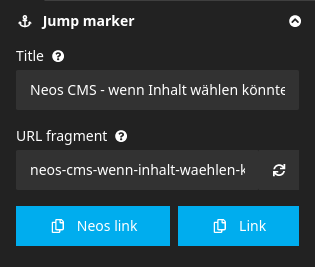 Jump marker
Title
Neos CMS - wenn Inhalt wählen könnte
URL fragment
neos-cms-wenn-inhalt-waehlen-k
Neos link Link